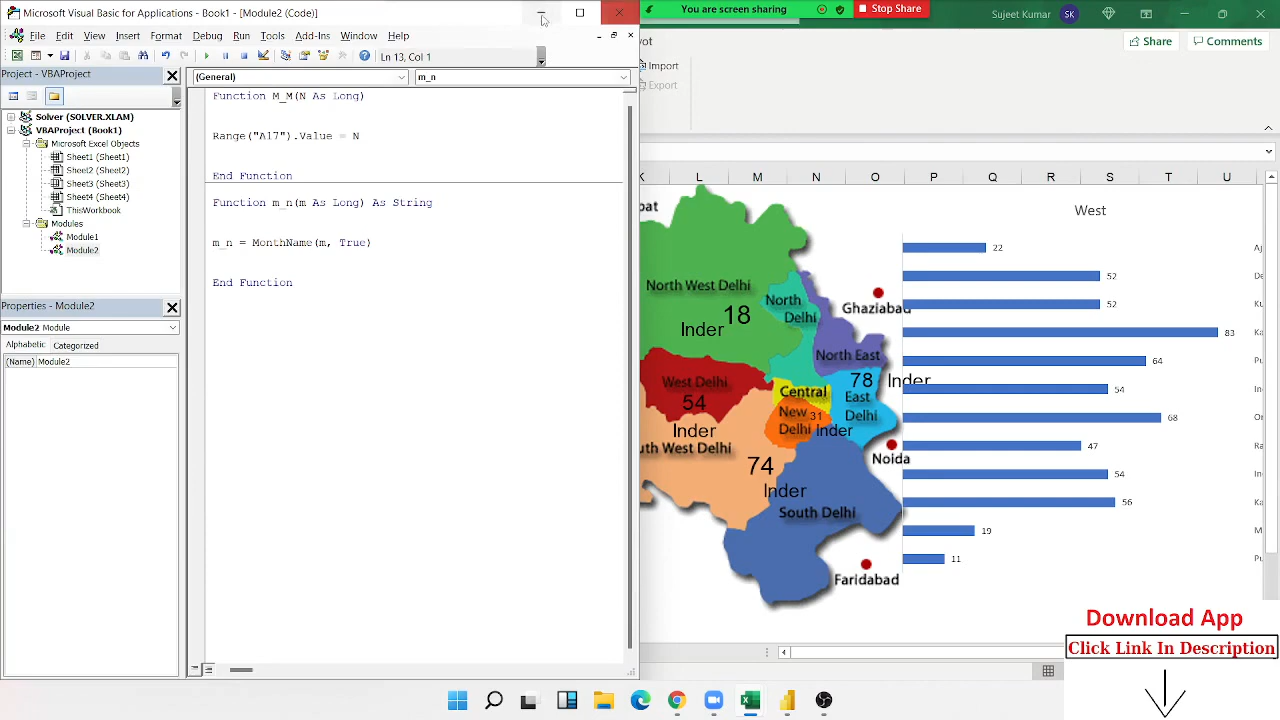 Microsoft Visual Basic for Applications - Book1 - [Module2 (Code)]
You are screen sharing
Stop Share
Sujeet Kumar
SK
File Edit View Insert Format Debug Run Tools Add-Ins Window Help
Ln 13, Col 1
Share
Comments
Import
Export
Project - VBAProject
(General)
m_n
Solver (SOLVER.XLAM)
VBAProject (Book1)
Microsoft Excel Objects
Sheet1 (Sheet1)
Sheet2 (Sheet2)
Sheet3 (Sheet3)
Sheet4 (Sheet4)
ThisWorkbook
Modules
Module1
Module2
Properties - Module2
Module2 Module
Alphabetic Categorized
(Name) Module2
Function M_M(N As Long)
Range("A17").Value = N
End Function
Function m_n(m As Long) As String
m_n = MonthName(m, True)
End Function
K L M N O P Q R S T U
North West Delhi
18
Inder
North
Delhi
Ghaziabad
North East
West Delhi
54
Inder
Central
78 Inder
East
Delhi
New 31
Delhi Inder
Noida
74
Inder
South Delhi
Faridabad
West
22
52
52
83
64
54
68
47
54
56
19
11
Download App
Click Link In Description